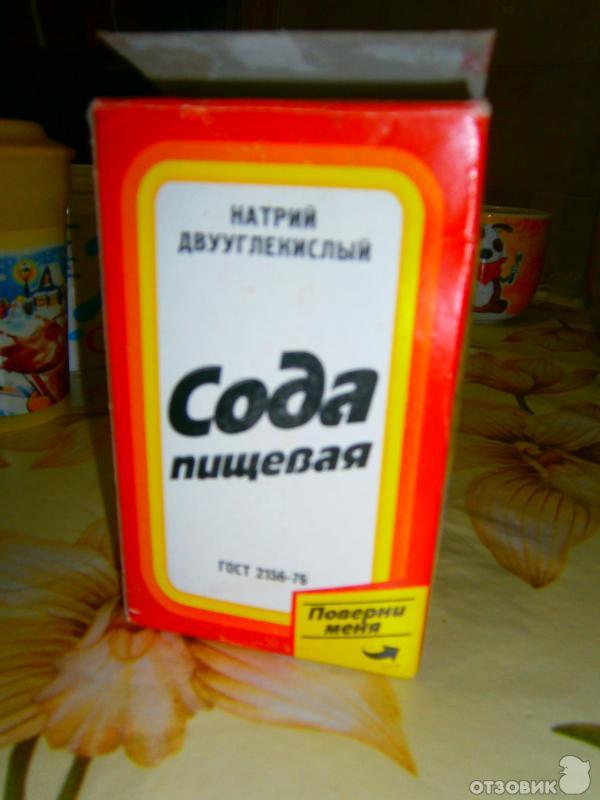 НАТРИЙ
ДВУУГЛЕКИСЛЫЙ
Сода
пищевая
ГОСТ 2156-76
Поверни
меня
ОТЗОВИК